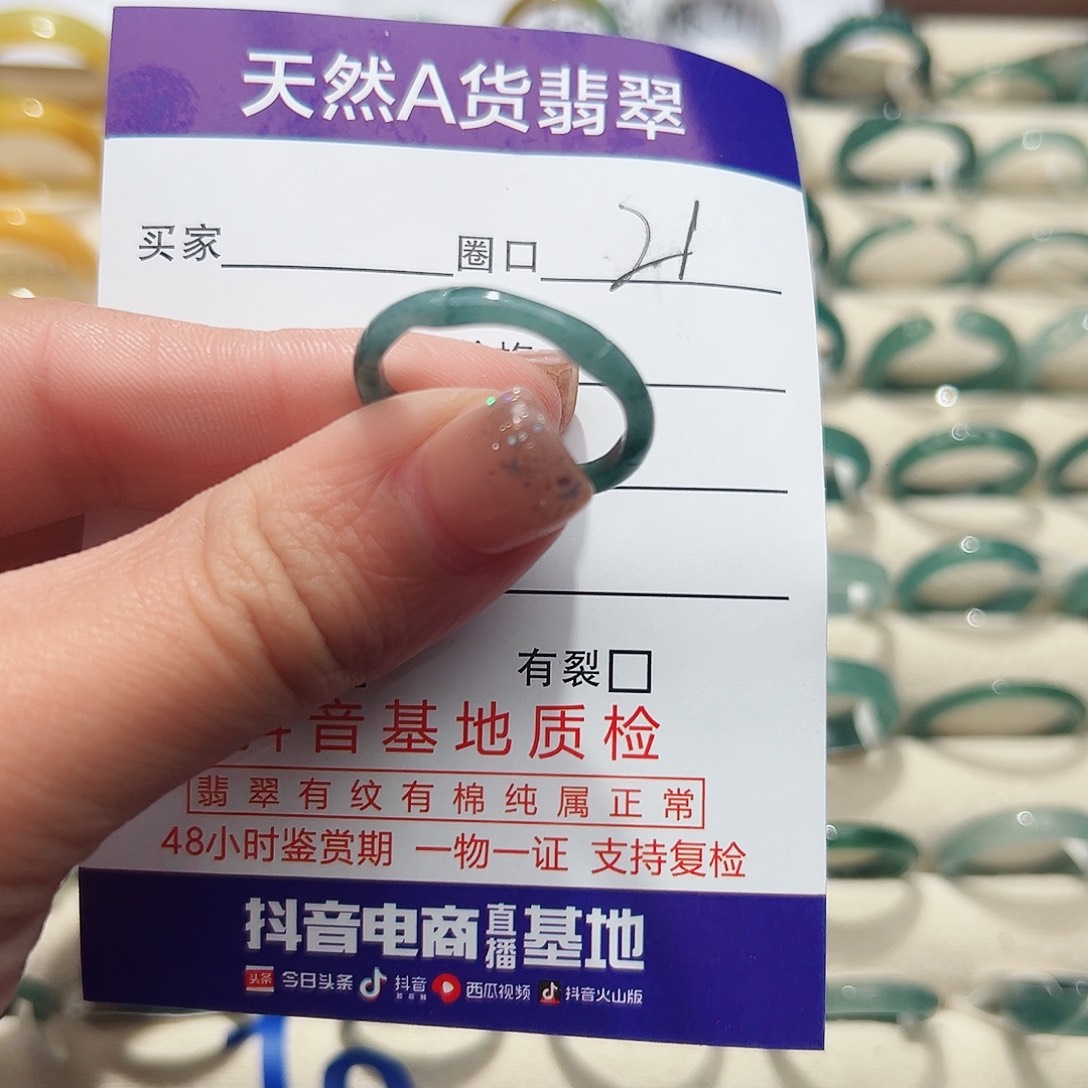 天然A货翡翠
买家 圈口 21
有裂
抖音基地质检
翡翠有纹有棉纯属正常
48小时鉴赏期 一物一证 支持复检
抖音电商直播基地
头条 今日头条 抖音 西瓜视频 抖音火山版